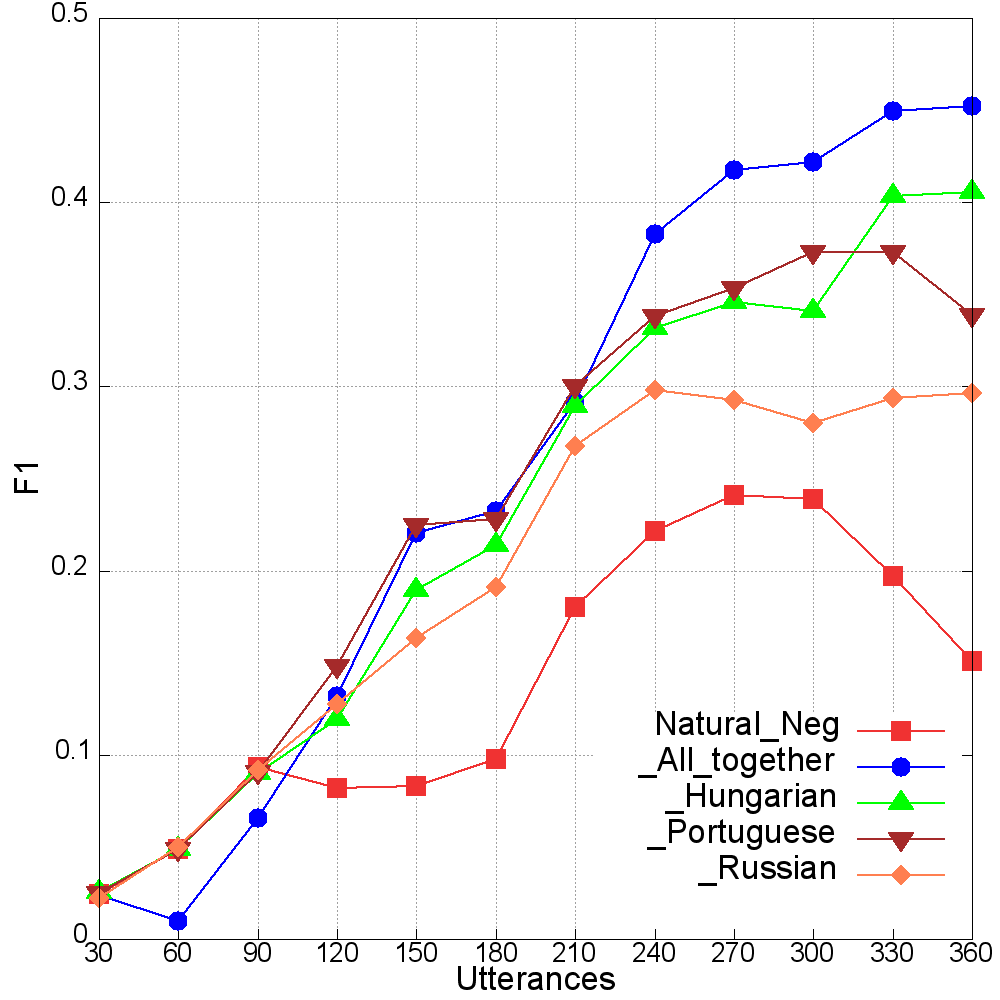 0.5
0.4
0.3
0.2
0.1
0
F1
Natural_Neg
_All_together
_Hungarian
_Portuguese
_Russian
30 60 90 120 150 180 210 240 270 300 330 360
Utterances